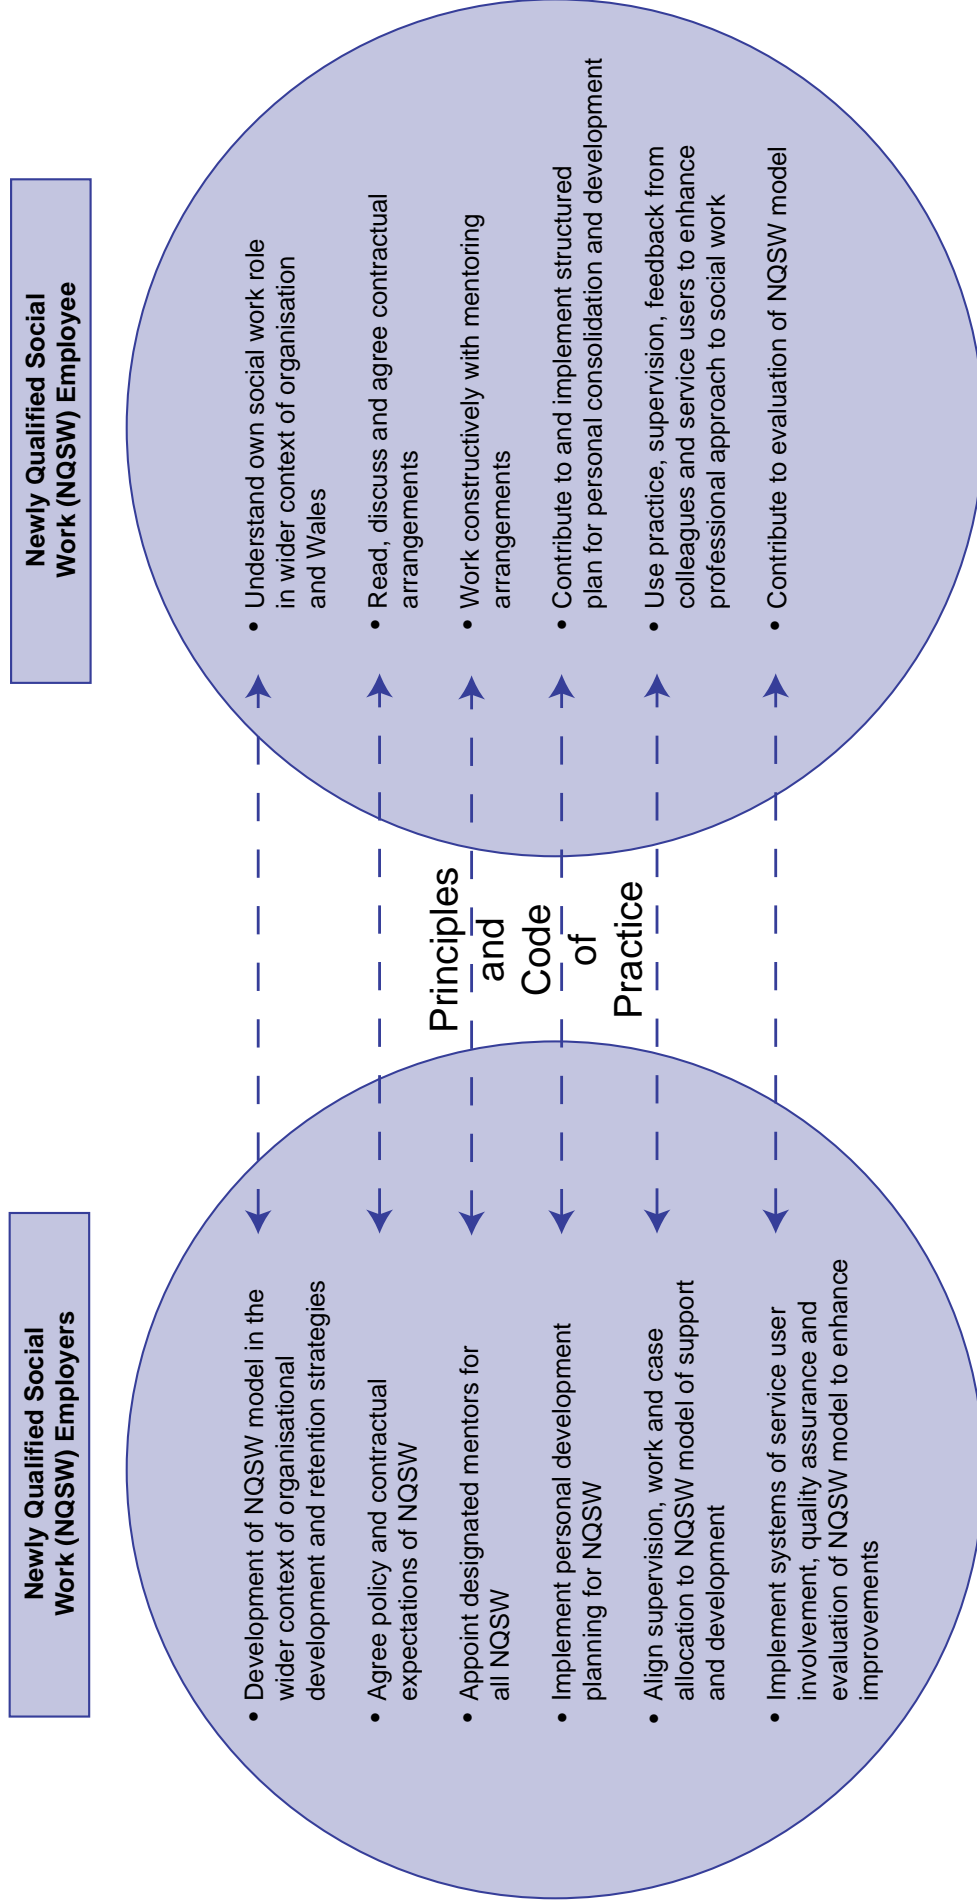 Newly Qualified Social
Work (NQSW) Employers
• Development of NQSW model in the
wider context of organisational
development and retention strategies
• Agree policy and contractual
expectations of NQSW
• Appoint designated mentors for
all NQSW
• Implement personal development
planning for NQSW
• Align supervision, work and case
allocation to NQSW model of support
and development
• Implement systems of service user
involvement, quality assurance and
evaluation of NQSW model to enhance
improvements
Principles
and
Code
of
Practice
Newly Qualified Social
Work (NQSW) Employee
• Understand own social work role
in wider context of organisation
and Wales
• Read, discuss and agree contractual
arrangements
• Work constructively with mentoring
arrangements
• Contribute to and implement structured
plan for personal consolidation and development
• Use practice, supervision, feedback from
colleagues and service users to enhance
professional approach to social work
• Contribute to evaluation of NQSW model